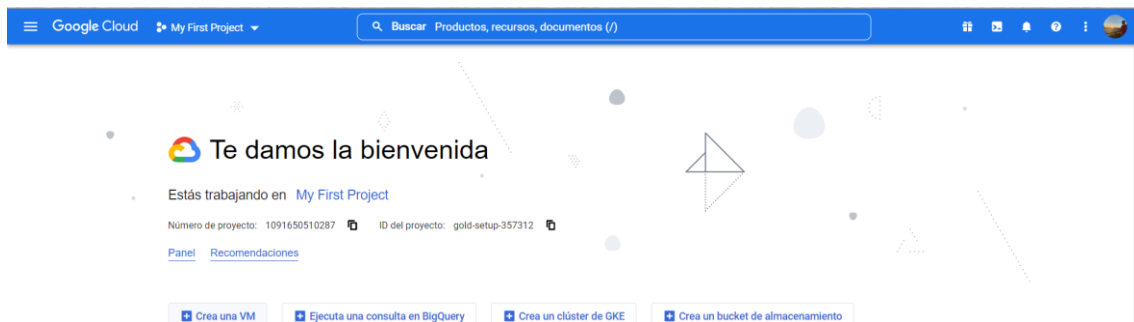 Google Cloud My First Project Buscar Productos, recursos, documentos (/)
Te damos la bienvenida
Estás trabajando en My First Project
Número de proyecto: 1091650510287 ID del proyecto: gold-setup-357312
Panel Recomendaciones
Crea una VM Ejecuta una consulta en BigQuery Crea un clúster de GKE Crea un bucket de almacenamiento